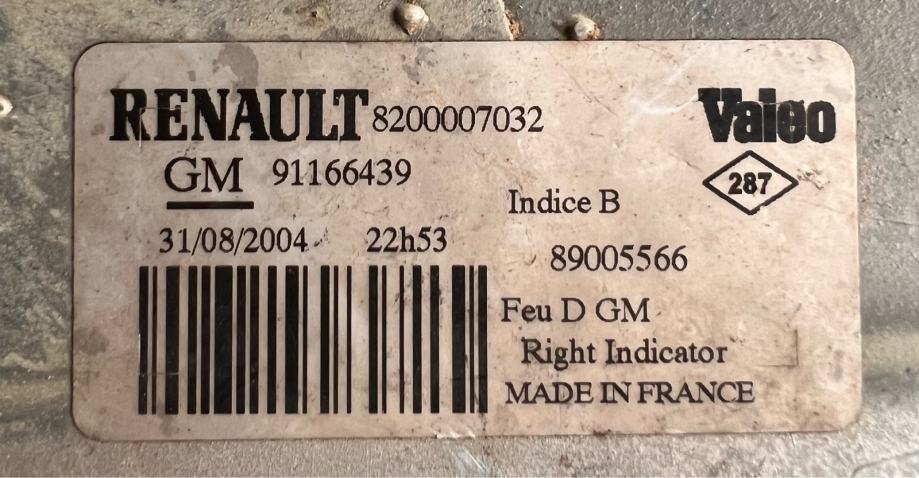 RENAULT 8200007032 Valeo
GM 91166439
287
Indice B
31/08/2004 22h53
89005566
Feu D GM
Right Indicator
MADE IN FRANCE